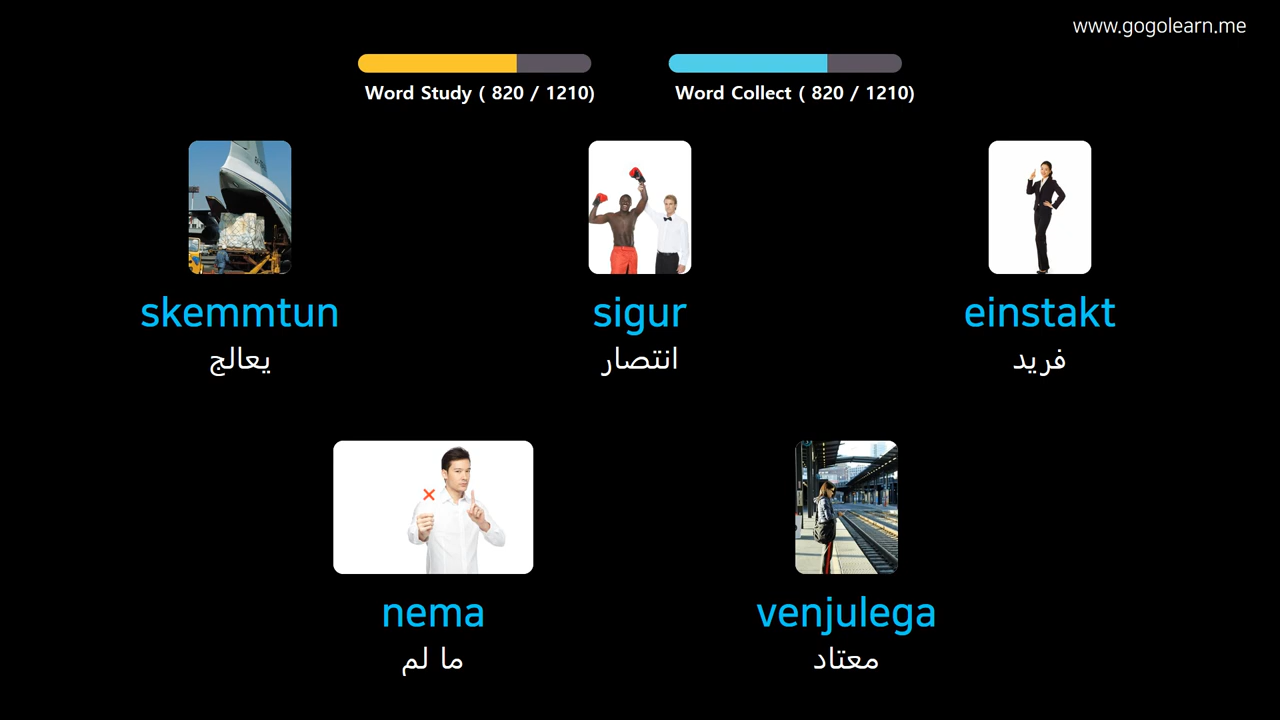 www.gogolearn.me
Word Study ( 820 / 1210)
Word Collect ( 820 / 1210)
skemmtun
يعالج
sigur
انتصار
einstakt
فريد
nema
ما لم
venjulega
معتاد